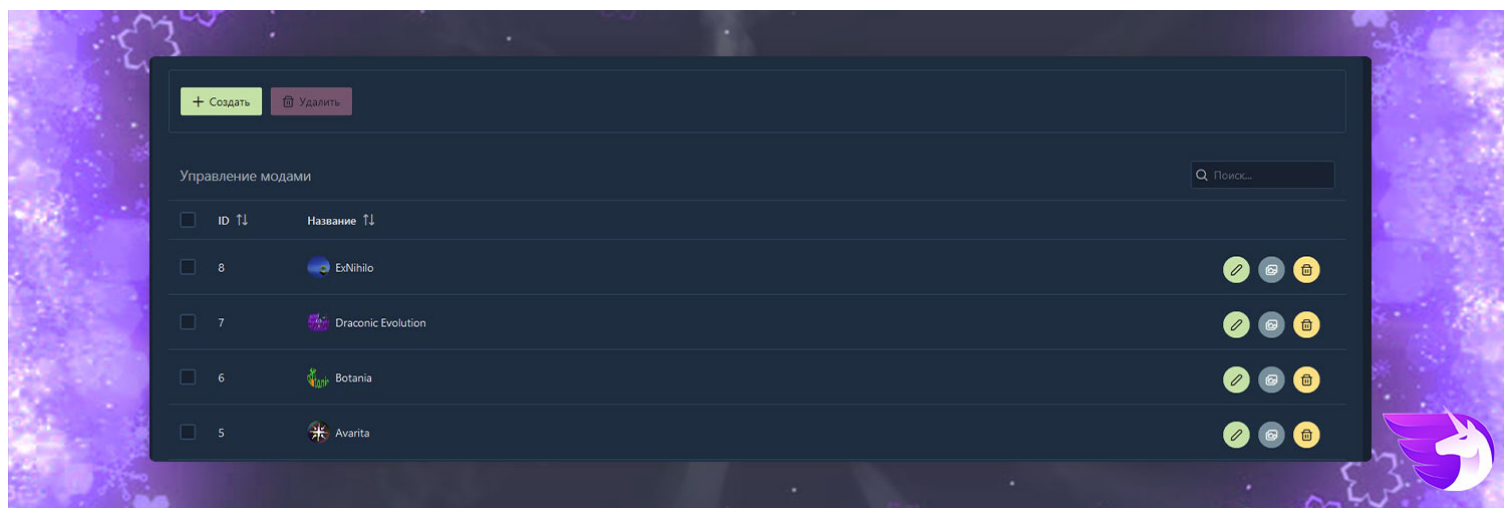 + Создать Удалить
Управление модами Поиск...
ID Название
8 ExNihilo
7 Draconic Evolution
6 Botania
5 Avarita